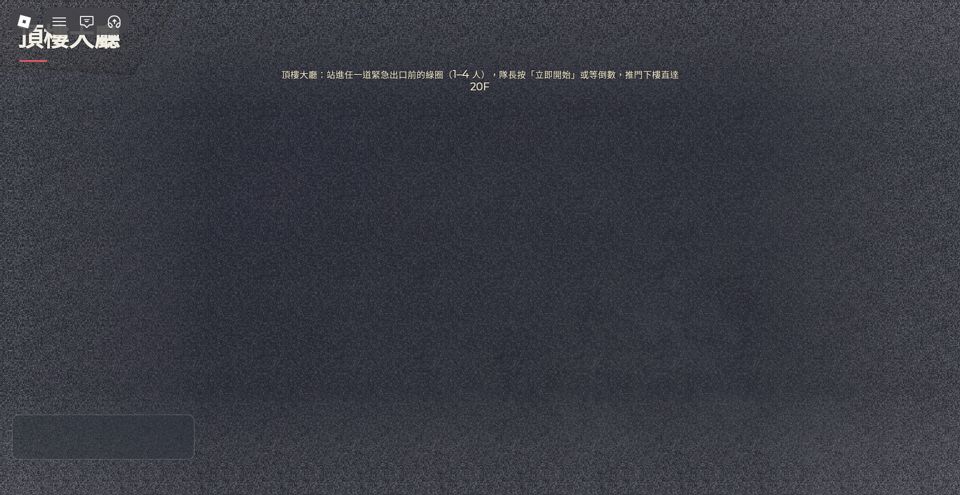 頂樓大廳
頂樓大廳：站進任一道緊急出口前的綠圈（1–4 人），隊長按「立即開始」或等倒數，推門下樓直達
20F